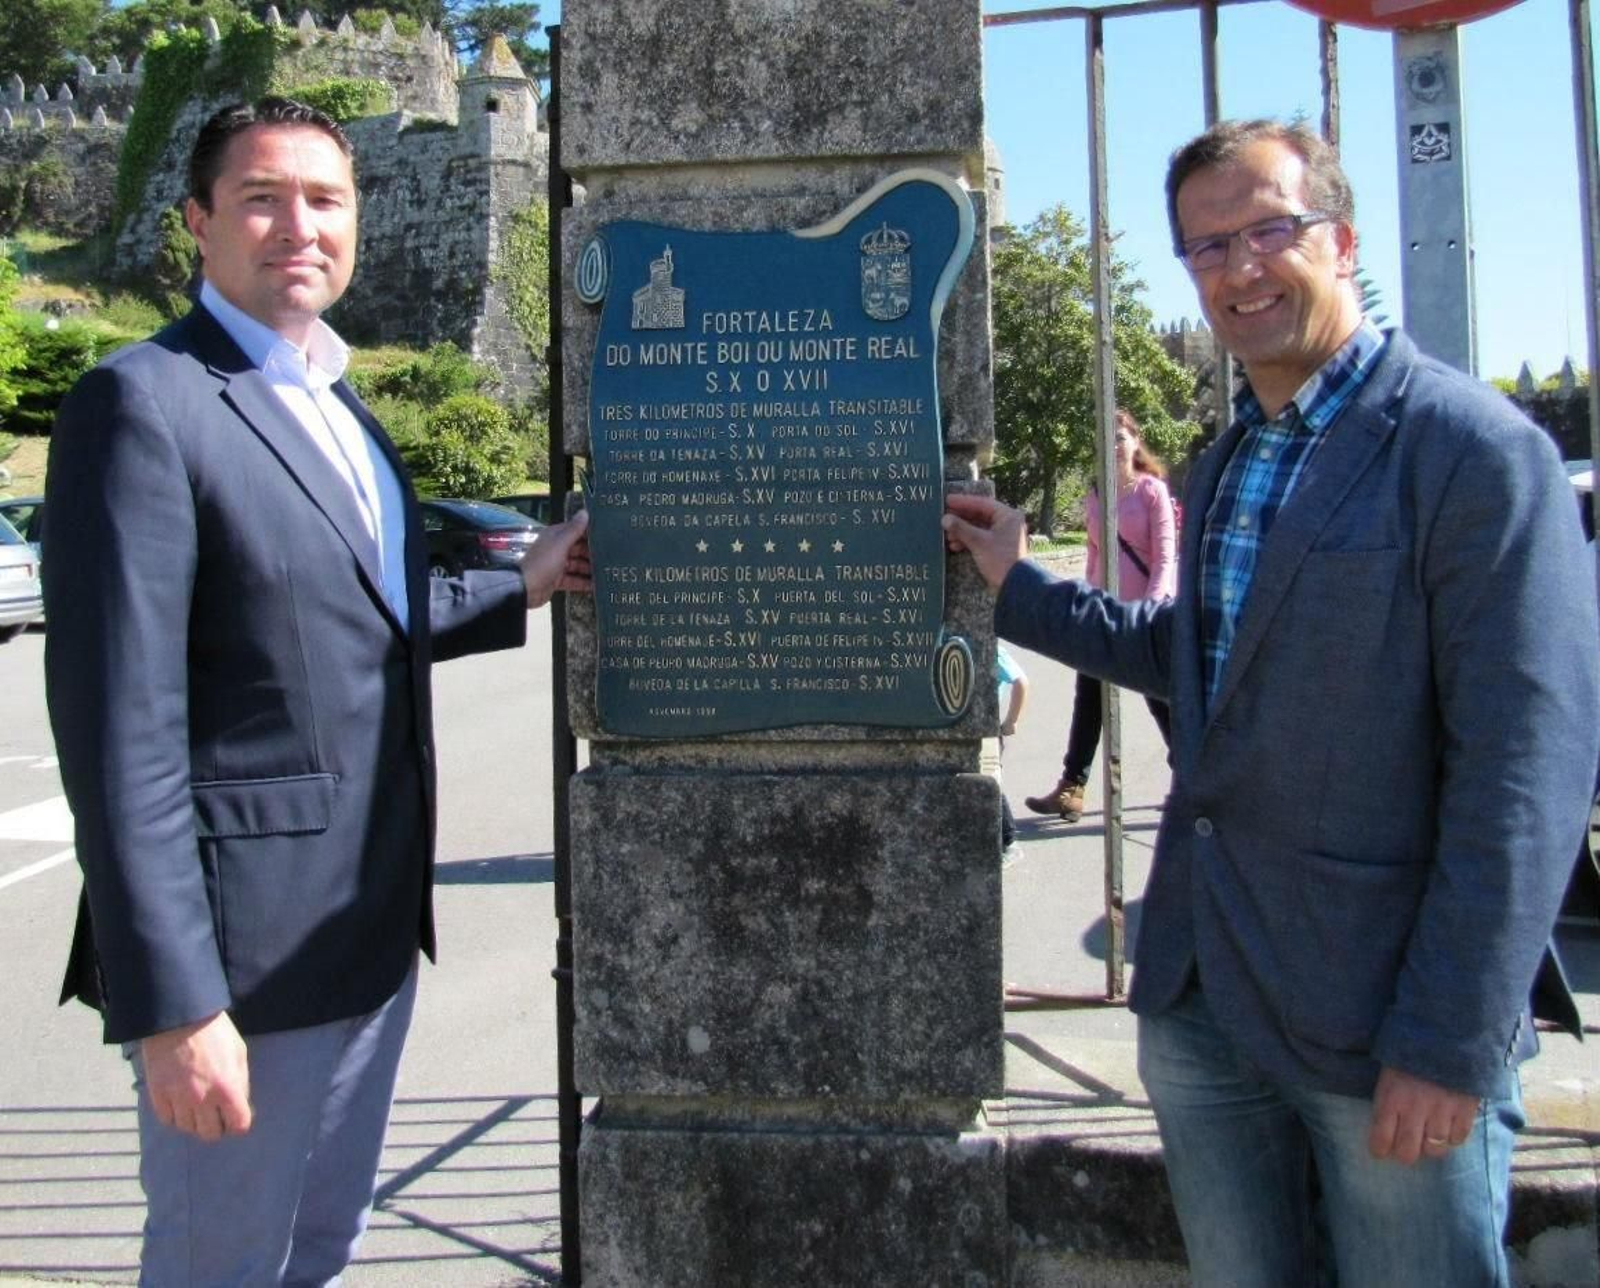 FORTALEZA
DO MONTE BOI OU MONTE REAL
S. X O XVII
TRES KILOMETROS DE MURALLA TRANSITABLE
TORRE DO PRINCIPE - S. X PORTA DO SOL - S. XVI
TORRE DA TENAZA - S. XV PORTA REAL - S. XVI
TORRE DO HOMENAXE - S. XVI PORTA FELIPE IV - S. XVII
CASA PEDRO MADRUGA - S. XV POZO E CISTERNA - S. XVI
BOVEDA DA CAPELA S. FRANCISCO - S. XVI
TRES KILOMETROS DE MURALLA TRANSITABLE
TORRE DEL PRINCIPE - S. X PUERTA DEL SOL - S. XVI
TORRE DE LA TENAZA S. XV PUERTA REAL - S. XVI
TORRE DEL HOMENAJE - S. XVI PUERTA DE FELIPE IV - S. XVII
CASA DE PEDRO MADRUGA - S. XV POZO Y CISTERNA - S. XVI
BOVEDA DE LA CAPILLA S. FRANCISCO - S. XVI